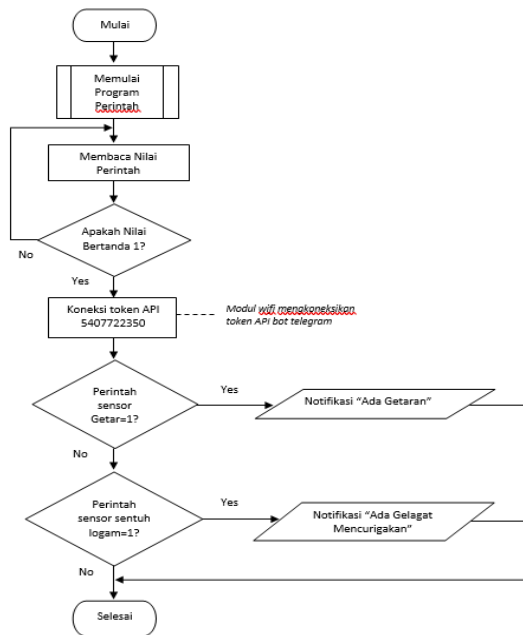 Mulai
Memulai
Program
Perintah
Membaca Nilai
Perintah
Apakah Nilai
Bertanda 1?
No
Yes
Koneksi token API
5407722350
Modul wifi mengkoneksikan
token API bot telegram
Perintah
sensor
Getar=1?
Yes
Notifikasi “Ada Getaran”
No
Perintah
sensor sentuh
logam=1?
Yes
Notifikasi “Ada Gelagat
Mencurigakan”
No
Selesai